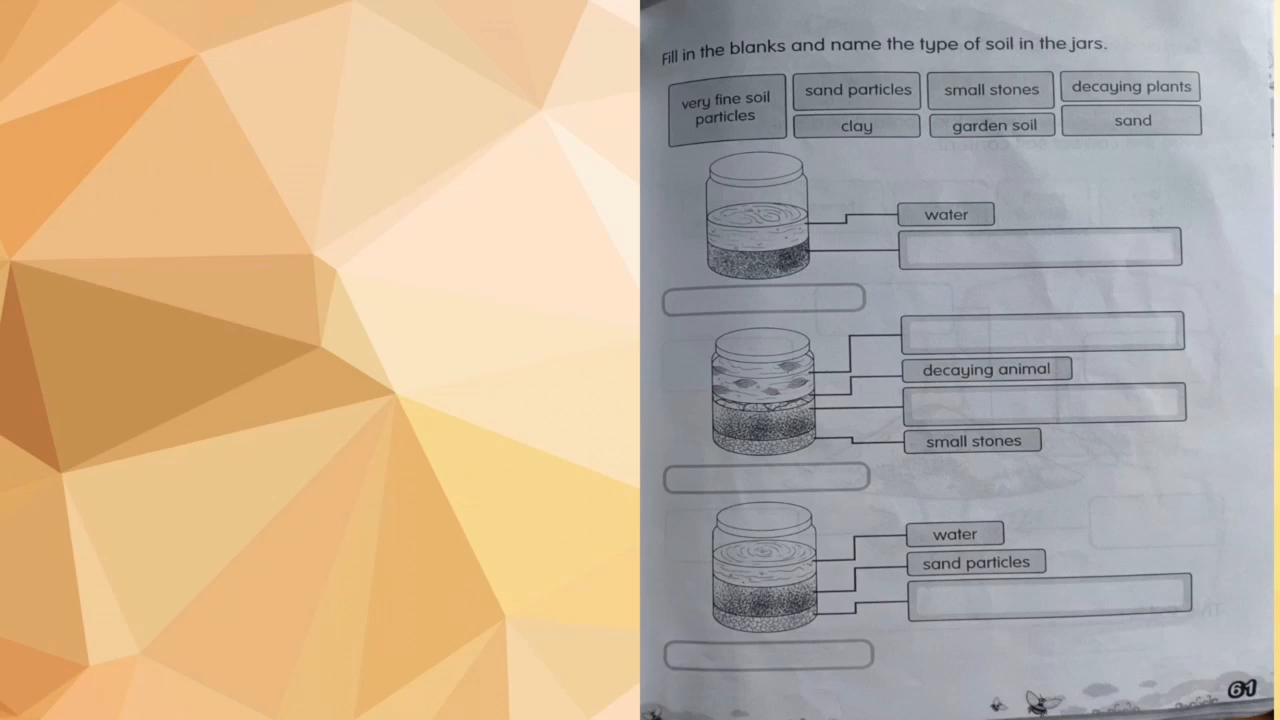 Fill in the blanks and name the type of soil in the jars.
very fine soil
particles
sand particles
small stones
decaying plants
clay
garden soil
sand
water
decaying animal
small stones
water
sand particles
61